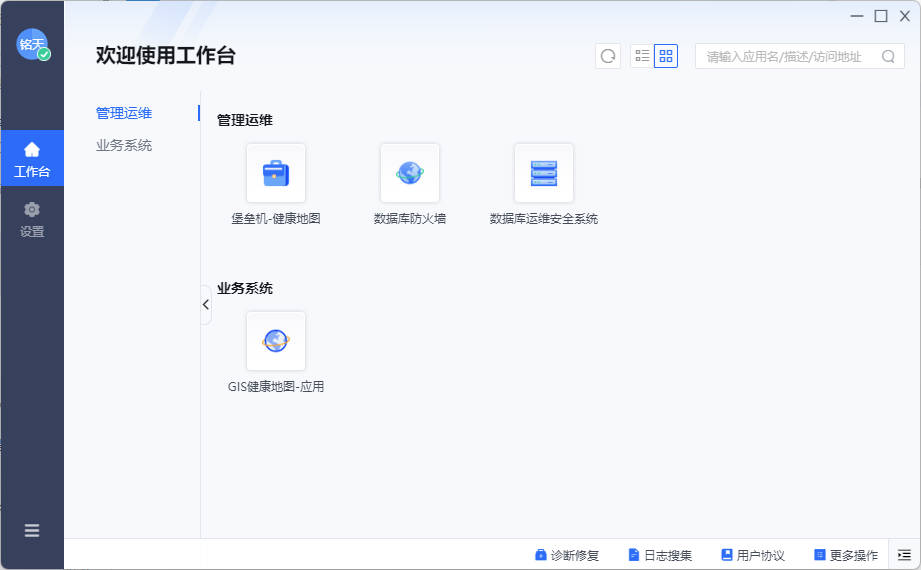 铭天
欢迎使用工作台
请输入应用名/描述/访问地址
工作台
设置
管理运维
业务系统
管理运维
堡垒机-健康地图
数据库防火墙
数据库运维安全系统
业务系统
GIS健康地图-应用
诊断修复
日志搜集
用户协议
更多操作